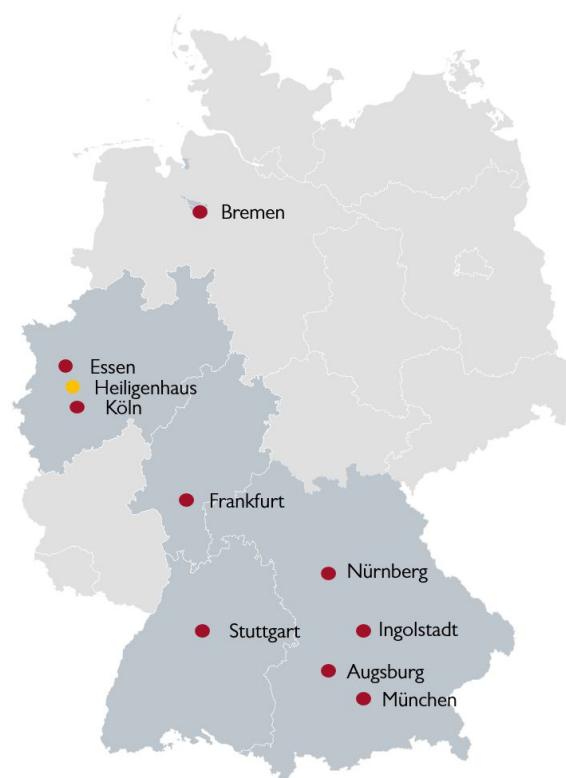 Bremen
Essen
Heiligenhaus
Köln
Frankfurt
Nürnberg
Stuttgart
Ingolstadt
Augsburg
München